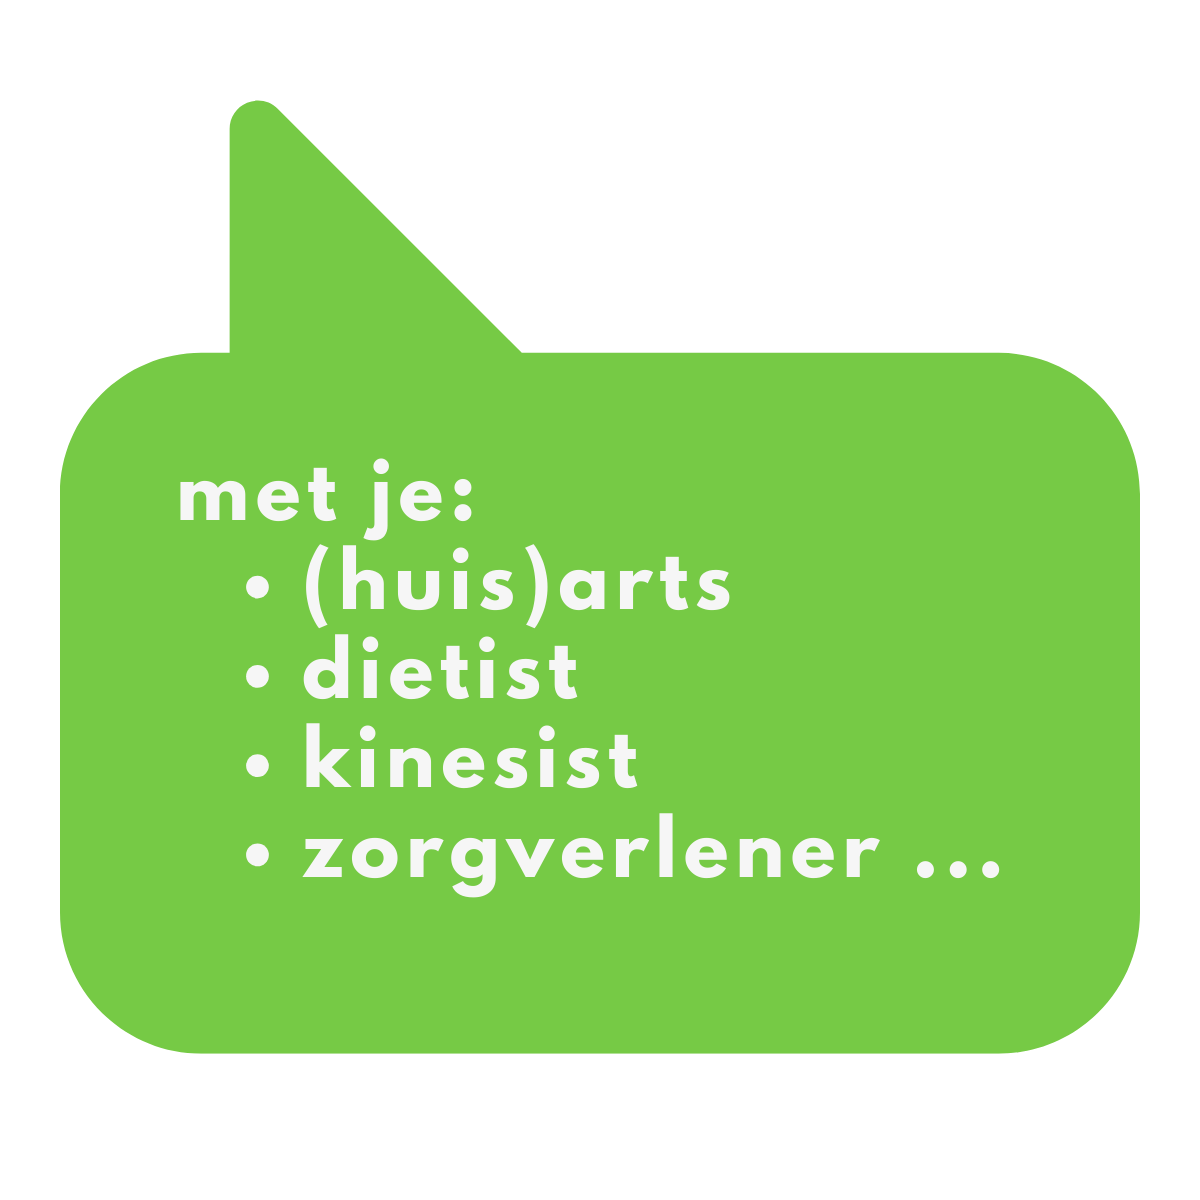 met je:
• (huis)arts
• dietist
• kinesist
• zorgverlener ...